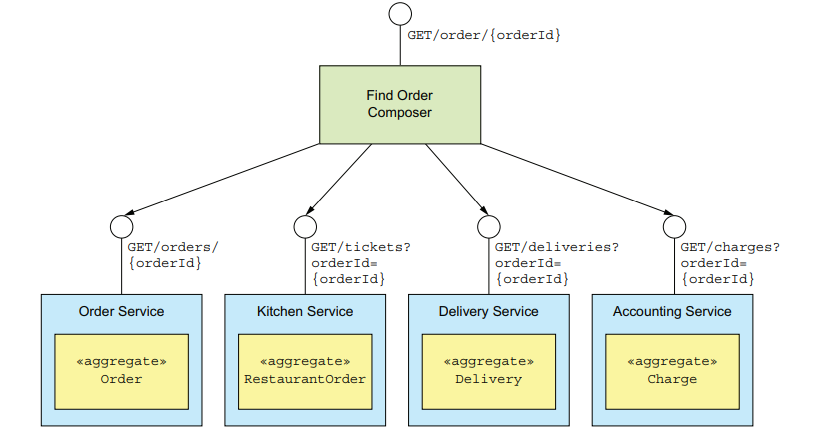 GET/order/{orderId}
Find Order
Composer
GET/orders/
{orderId}
GET/tickets?
orderId=
{orderId}
GET/deliveries?
orderId=
{orderId}
GET/charges?
orderId=
{orderId}
Order Service
«aggregate»
Order
Kitchen Service
«aggregate»
RestaurantOrder
Delivery Service
«aggregate»
Delivery
Accounting Service
«aggregate»
Charge